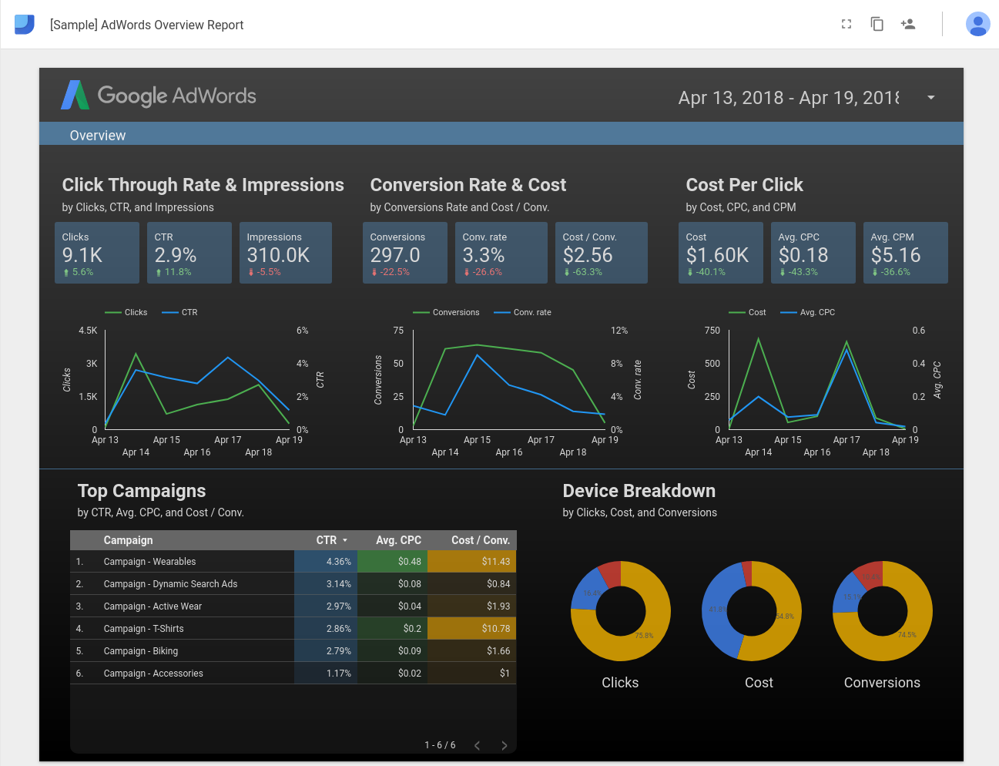 [Sample] AdWords Overview Report
Google AdWords
Apr 13, 2018 - Apr 19, 2018
Overview
Click Through Rate & Impressions
by Clicks, CTR, and Impressions
Clicks
9.1K
5.6%
CTR
2.9%
11.8%
Impressions
310.0K
-5.5%
Clicks
CTR
4.5K
3K
1.5K
0
Clicks
6%
4%
2%
0%
CTR
Apr 13
Apr 14
Apr 15
Apr 16
Apr 17
Apr 18
Apr 19
Conversion Rate & Cost
by Conversions Rate and Cost / Conv.
Conversions
297.0
-22.5%
Conv. rate
3.3%
-26.6%
Cost / Conv.
$2.56
-63.3%
Conversions
Conv. rate
75
50
25
0
Conversions
12%
8%
4%
0%
Conv. rate
Apr 13
Apr 14
Apr 15
Apr 16
Apr 17
Apr 18
Apr 19
Cost Per Click
by Cost, CPC, and CPM
Cost
$1.60K
-40.1%
Avg. CPC
$0.18
-43.3%
Avg. CPM
$5.16
-36.6%
Cost
Avg. CPC
750
500
250
0
Cost
0.6
0.4
0.2
0
Avg. CPC
Apr 13
Apr 14
Apr 15
Apr 16
Apr 17
Apr 18
Apr 19
Top Campaigns
by CTR, Avg. CPC, and Cost / Conv.
Campaign CTR Avg. CPC Cost / Conv.
1. Campaign - Wearables 4.36% $0.48 $11.43
2. Campaign - Dynamic Search Ads 3.14% $0.08 $0.84
3. Campaign - Active Wear 2.97% $0.04 $1.93
4. Campaign - T-Shirts 2.86% $0.2 $10.78
5. Campaign - Biking 2.79% $0.09 $1.66
6. Campaign - Accessories 1.17% $0.02 $1
1 - 6 / 6
Device Breakdown
by Clicks, Cost, and Conversions
16.4%
75.8%
Clicks
41.8%
54.8%
Cost
15.1%
74.5%
Conversions